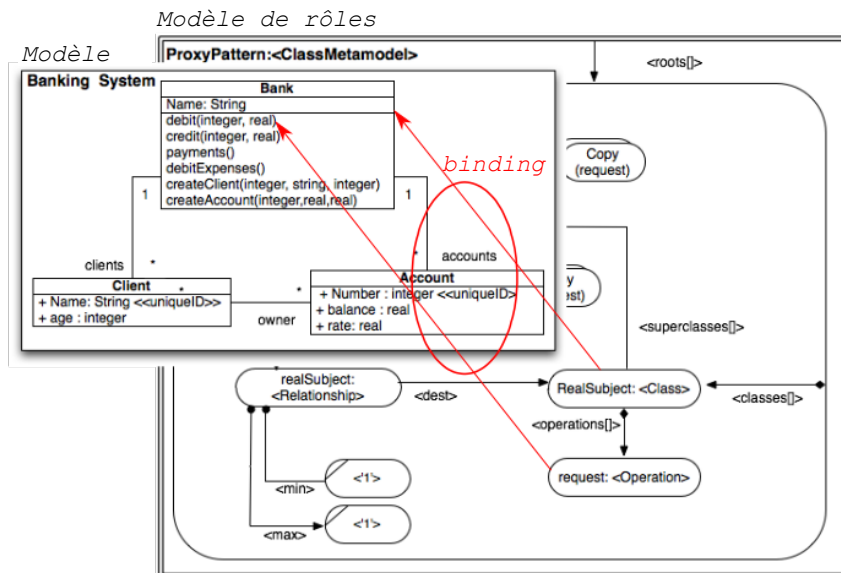 Modèle de rôles
Modèle
ProxyPattern:<ClassMetamodel>
<roots[]>
Banking System
Bank
Name: String
debit(integer, real)
credit(integer, real)
payments()
debitExpenses()
createClient(integer, string, integer)
createAccount(integer,real,real)
binding
Copy
(request)
1
1
*
*
clients
accounts
Client
+ Name: String <<uniqueID>>
+ age : integer
*
*
owner
Account
+ Number : integer <<uniqueID>
+ balance : real
+ rate: real
y
est)
<superclasses[]>
realSubject:
<Relationship>
<dest>
RealSubject: <Class>
<classes[]>
<operations[]>
request: <Operation>
<min>
<'1'>
<max>
<'1'>